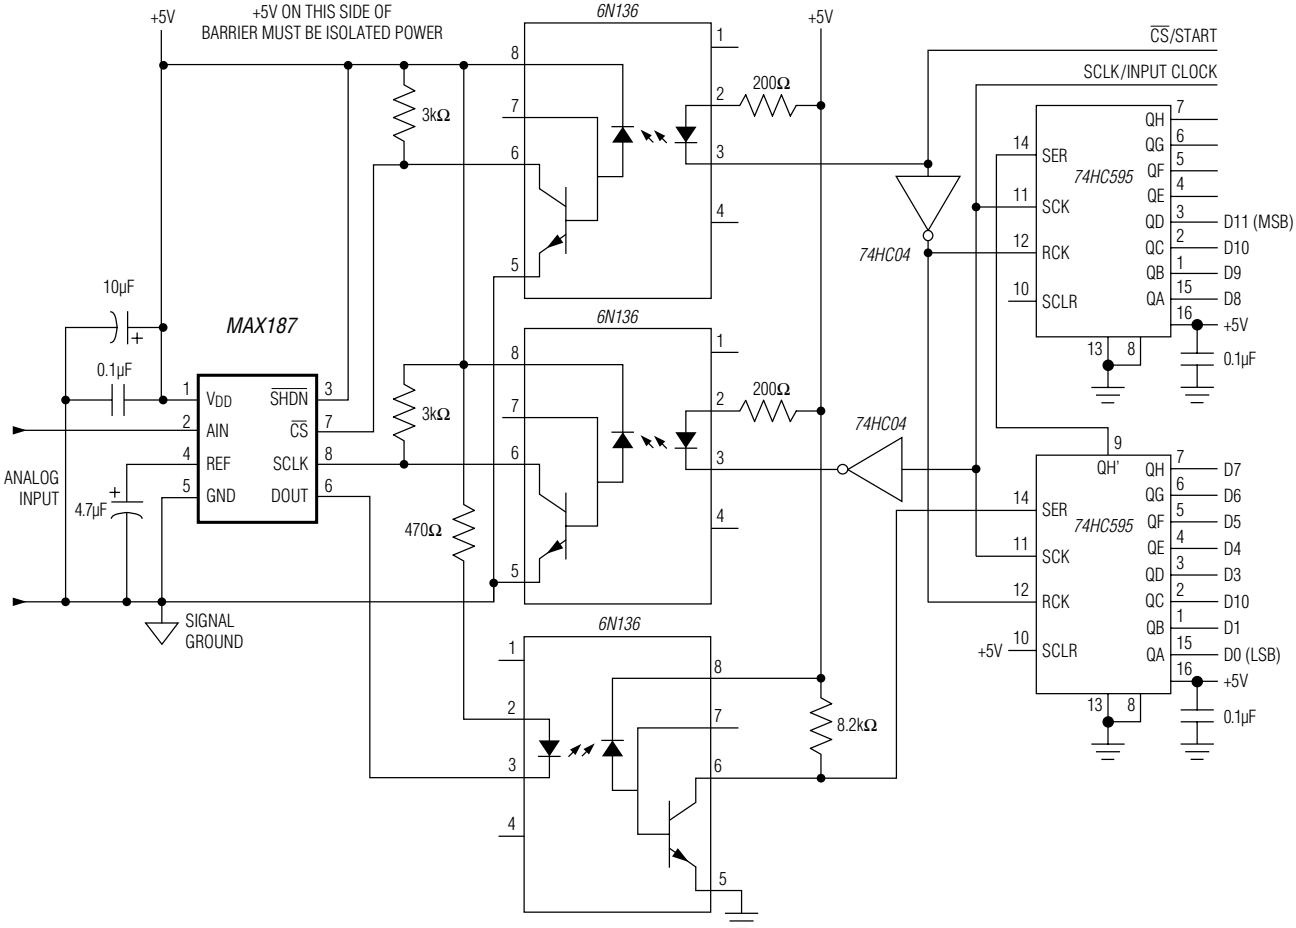 +5V
+5V ON THIS SIDE OF
BARRIER MUST BE ISOLATED POWER
6N136
+5V
C̅S̅/START
SCLK/INPUT CLOCK
8
7
6
5
1
2
3
4
200Ω
3kΩ
74HC04
14
11
12
10
SER
SCK
RCK
SCLR
74HC595
QH
QG
QF
QE
QD
QC
QB
QA
7
6
5
4
3
2
1
15
16
D11 (MSB)
D10
D9
D8
+5V
13
8
0.1µF
10µF
0.1µF
MAX187
1
2
4
5
VDD
AIN
REF
GND
S̅H̅D̅N̅
C̅S̅
SCLK
DOUT
3
7
8
6
ANALOG
INPUT
4.7µF
SIGNAL
GROUND
6N136
8
7
6
5
1
2
3
4
200Ω
3kΩ
470Ω
74HC04
9
QH'
14
11
12
+5V 10
SER
SCK
RCK
SCLR
74HC595
QH
QG
QF
QE
QD
QC
QB
QA
7
6
5
4
3
2
1
15
16
D7
D6
D5
D4
D3
D10
D1
D0 (LSB)
+5V
13
8
0.1µF
6N136
1
2
3
4
8
7
6
5
8.2kΩ